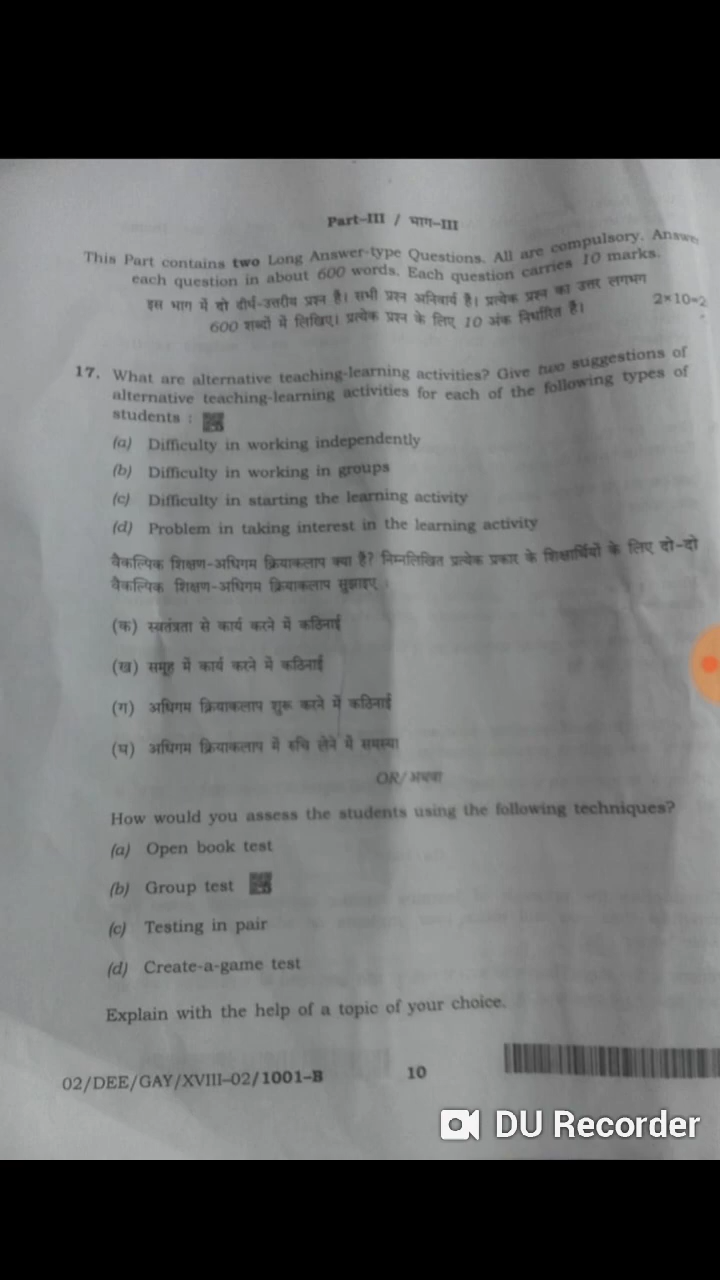 Part–III / भाग–III
This Part contains two Long Answer-type Questions. All are compulsory. Answe
each question in about 600 words. Each question carries 10 marks.
इस भाग में दो दीर्घ-उत्तरीय प्रश्न हैं। सभी प्रश्न अनिवार्य हैं। प्रत्येक प्रश्न का उत्तर लगभग
600 शब्दों में लिखिए। प्रत्येक प्रश्न के लिए 10 अंक निर्धारित हैं। 2×10=2
17. What are alternative teaching-learning activities? Give two suggestions of
alternative teaching-learning activities for each of the following types of
students :
(a) Difficulty in working independently
(b) Difficulty in working in groups
(c) Difficulty in starting the learning activity
(d) Problem in taking interest in the learning activity
वैकल्पिक शिक्षण-अधिगम क्रियाकलाप क्या है? निम्नलिखित प्रत्येक प्रकार के शिक्षार्थियों के लिए दो-दो
वैकल्पिक शिक्षण-अधिगम क्रियाकलाप सुझाइए :
(क) स्वतंत्रता से कार्य करने में कठिनाई
(ख) समूह में कार्य करने में कठिनाई
(ग) अधिगम क्रियाकलाप शुरू करने में कठिनाई
(घ) अधिगम क्रियाकलाप में रुचि लेने में समस्या
OR/अथवा
How would you assess the students using the following techniques?
(a) Open book test
(b) Group test
(c) Testing in pair
(d) Create-a-game test
Explain with the help of a topic of your choice.
02/DEE/GAY/XVIII–02/1001–B 10
DU Recorder